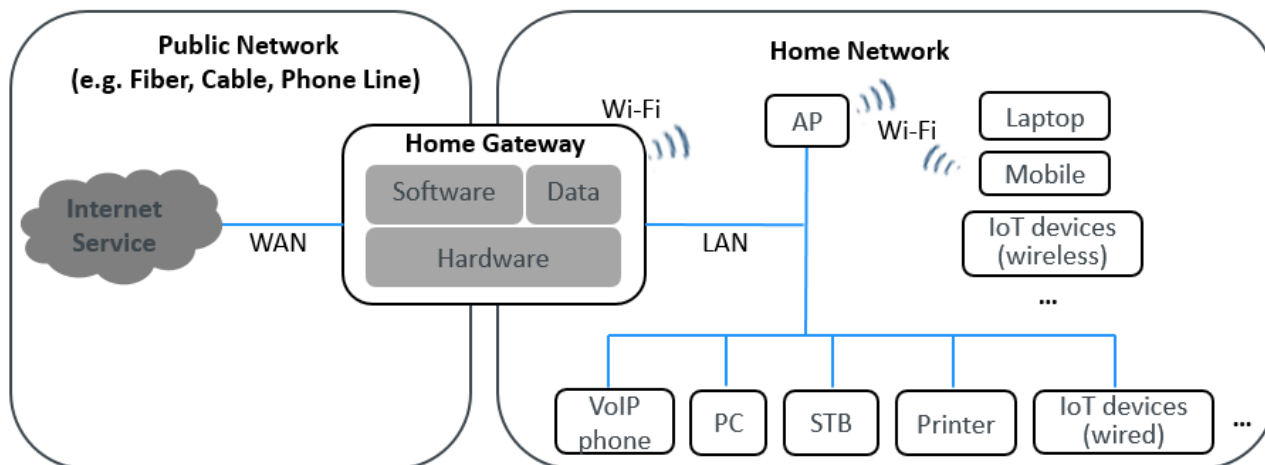 Public Network
(e.g. Fiber, Cable, Phone Line)
Internet
Service
WAN
Home Gateway
Software
Data
Hardware
Home Network
Wi-Fi
LAN
AP
Wi-Fi
Laptop
Mobile
IoT devices
(wireless)
...
VoIP
phone
PC
STB
Printer
IoT devices
(wired)
...